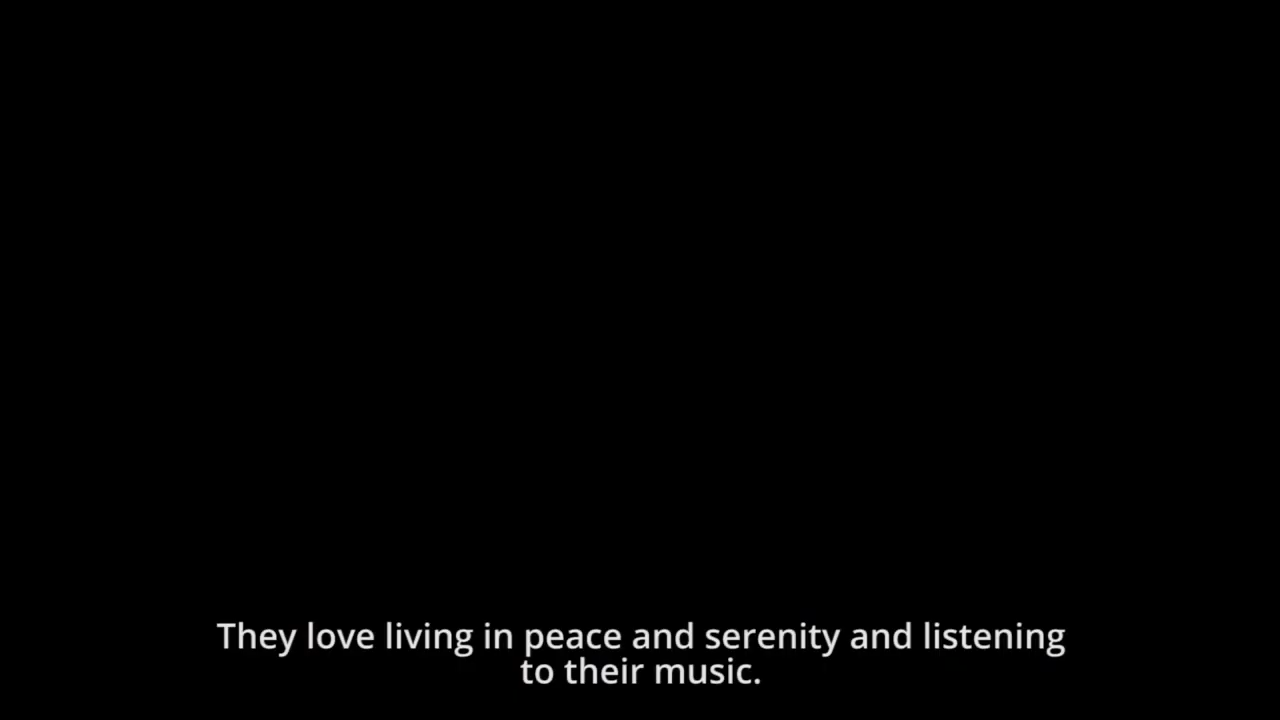 They love living in peace and serenity and listening
to their music.